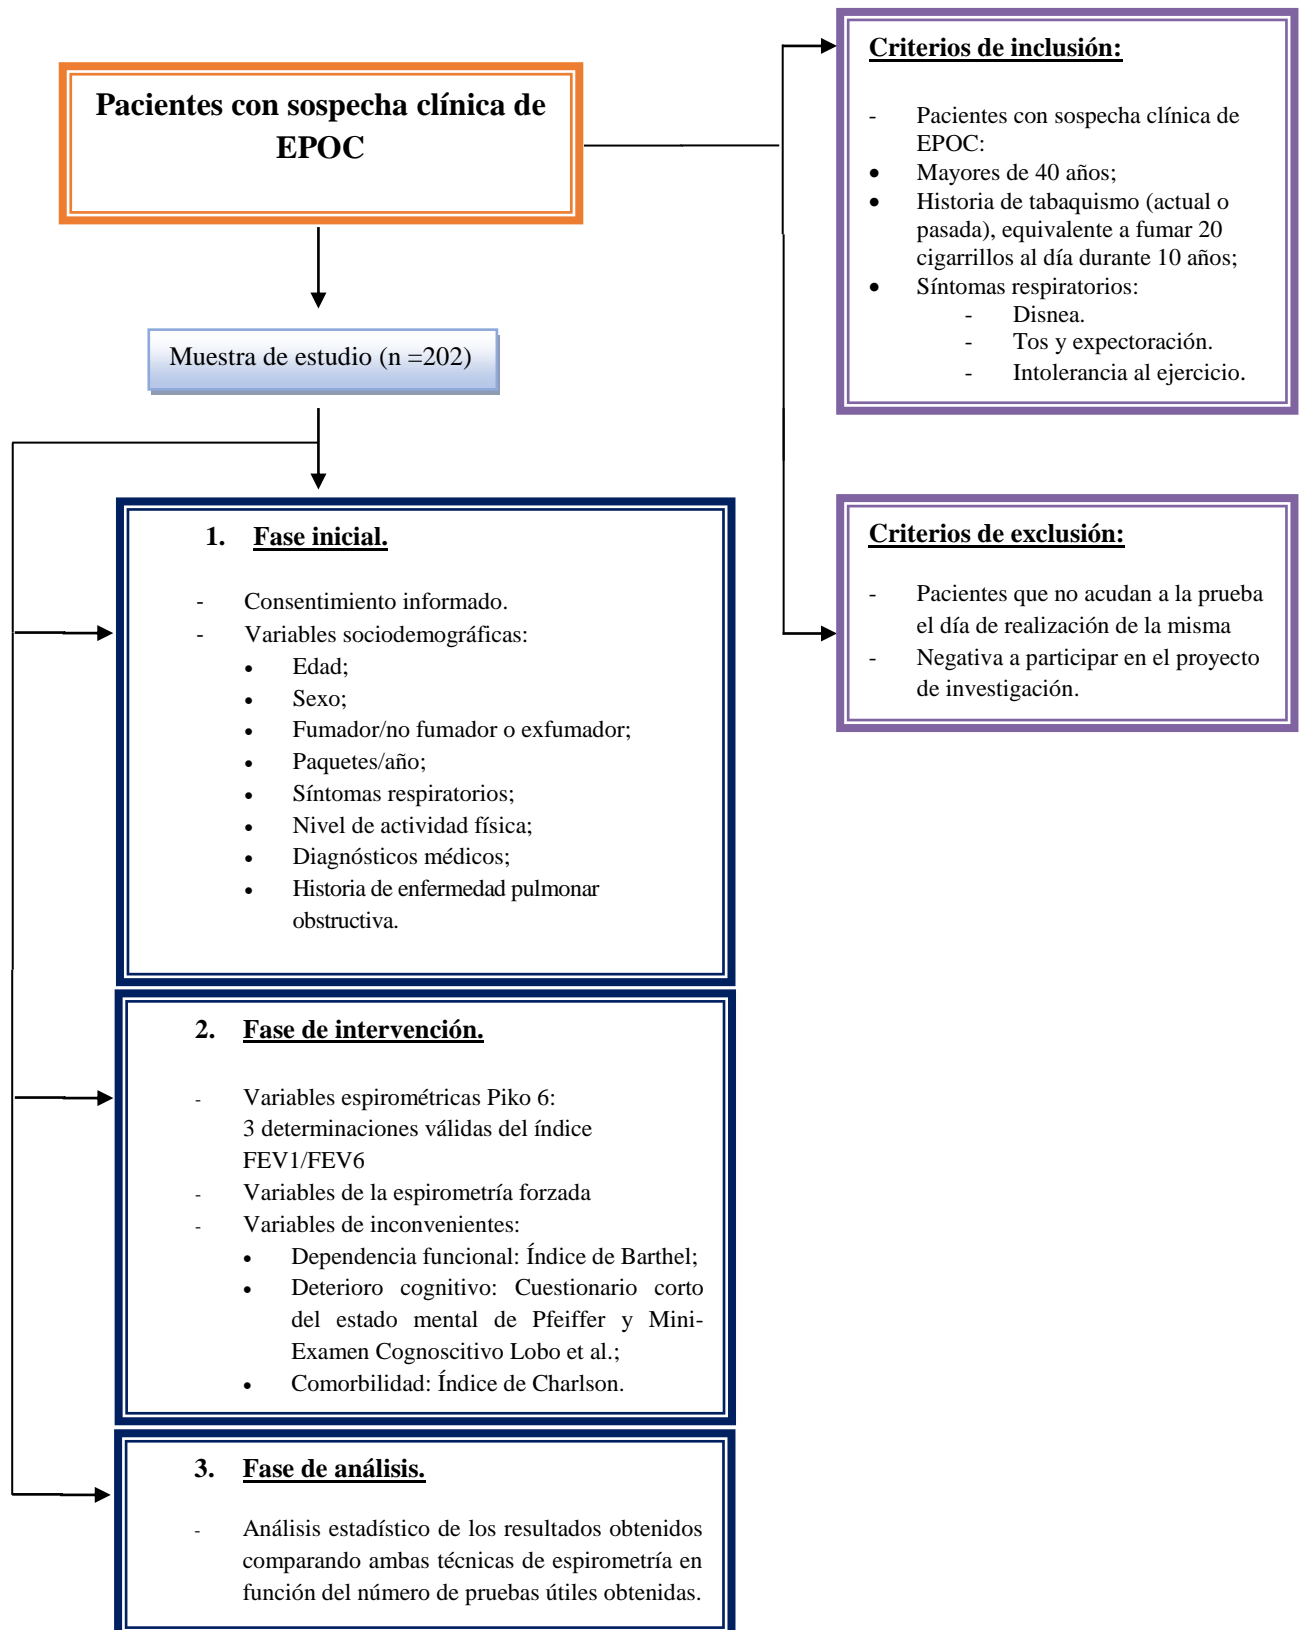 Pacientes con sospecha clínica de
EPOC
Muestra de estudio (n =202)
Criterios de inclusión:
- Pacientes con sospecha clínica de
EPOC:
• Mayores de 40 años;
• Historia de tabaquismo (actual o
pasada), equivalente a fumar 20
cigarrillos al día durante 10 años;
• Síntomas respiratorios:
- Disnea.
- Tos y expectoración.
- Intolerancia al ejercicio.
Criterios de exclusión:
- Pacientes que no acudan a la prueba
el día de realización de la misma
- Negativa a participar en el proyecto
de investigación.
1. Fase inicial.
- Consentimiento informado.
- Variables sociodemográficas:
• Edad;
• Sexo;
• Fumador/no fumador o exfumador;
• Paquetes/año;
• Síntomas respiratorios;
• Nivel de actividad física;
• Diagnósticos médicos;
• Historia de enfermedad pulmonar
obstructiva.
2. Fase de intervención.
- Variables espirométricas Piko 6:
3 determinaciones válidas del índice
FEV1/FEV6
- Variables de la espirometría forzada
- Variables de inconvenientes:
• Dependencia funcional: Índice de Barthel;
• Deterioro cognitivo: Cuestionario corto
del estado mental de Pfeiffer y Mini-
Examen Cognoscitivo Lobo et al.;
• Comorbilidad: Índice de Charlson.
3. Fase de análisis.
- Análisis estadístico de los resultados obtenidos
comparando ambas técnicas de espirometría en
función del número de pruebas útiles obtenidas.